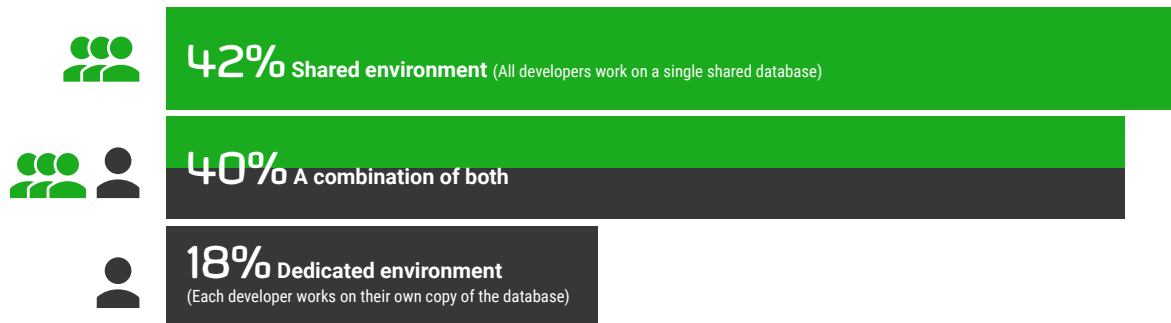 42% Shared environment (All developers work on a single shared database)
40% A combination of both
18% Dedicated environment
(Each developer works on their own copy of the database)